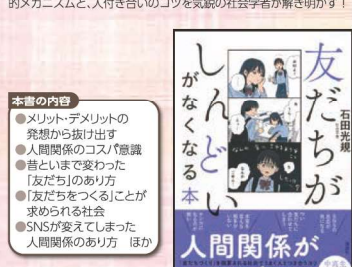 的メカニズムと、人付き合いのコツを気鋭の社会学者が解き明かす！
本書の内容
●メリット・デメリットの
発想から抜け出す
●人間関係のコスパ意識
●昔といまで変わった
「友だち」のあり方
●「友だちをつくる」ことが
求められる社会
●SNSが変えてしまった
人間関係のあり方　ほか
友だちが
しんどい
がなくなる本
石田光規
人間関係が